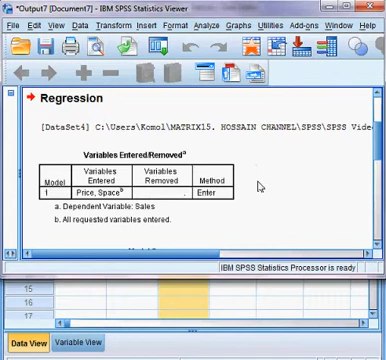 *Output7 [Document7] - IBM SPSS Statistics Viewer
File Edit View Data Transform Insert Format Analyze Graphs Utilities Add-ons Window Help
Regression
[DataSet4] C:\Users\Komol\MATRIX15. HOSSAIN CHANNEL\SPSS\SPSS Vide
Variables Entered/Removedᵃ
Model Variables Entered Variables Removed Method
1 Price, Spaceᵇ . Enter
a. Dependent Variable: Sales
b. All requested variables entered.
IBM SPSS Statistics Processor is ready
15
16
17
Data View Variable View